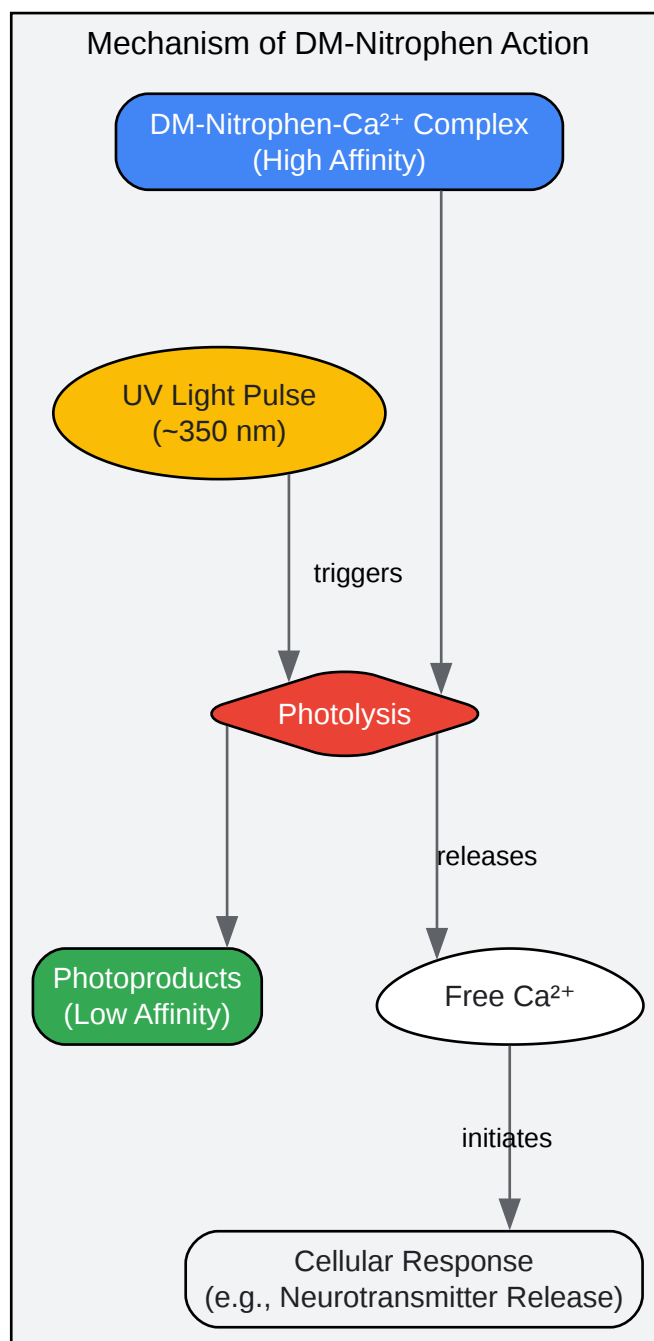 Mechanism of DM-Nitrophen Action
DM-Nitrophen-Ca²⁺ Complex
(High Affinity)
UV Light Pulse
(~350 nm)
triggers
Photolysis
releases
Photoproducts
(Low Affinity)
Free Ca²⁺
initiates
Cellular Response
(e.g., Neurotransmitter Release)